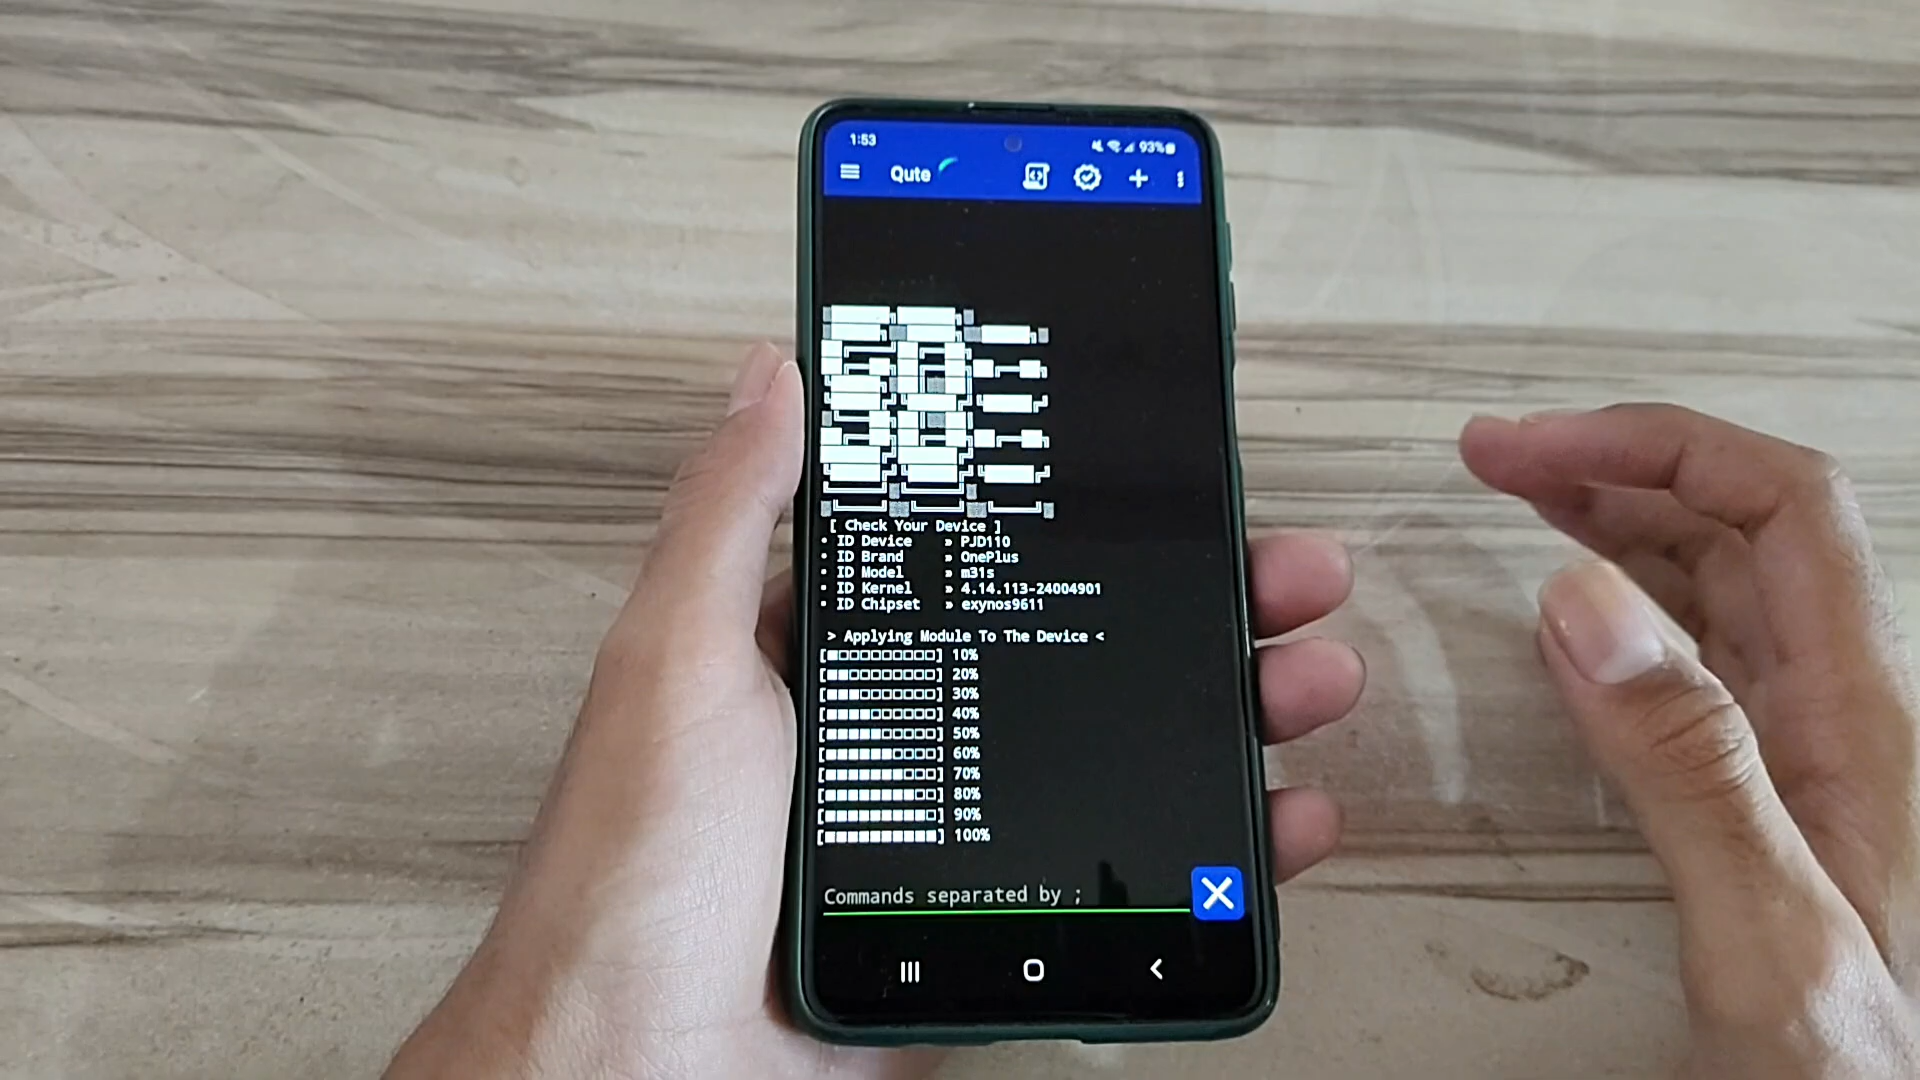 1:53
93%
Qute
[ Check Your Device ]
• ID Device » PJD110
• ID Brand » OnePlus
• ID Model » m31s
• ID Kernel » 4.14.113-24004901
• ID Chipset » exynos9611
> Applying Module To The Device <
[■□□□□□□□□□] 10%
[■■□□□□□□□□] 20%
[■■■□□□□□□□] 30%
[■■■■□□□□□□] 40%
[■■■■■□□□□□] 50%
[■■■■■■□□□□] 60%
[■■■■■■■□□□] 70%
[■■■■■■■■□□] 80%
[■■■■■■■■■□] 90%
[■■■■■■■■■■] 100%
Commands separated by ;